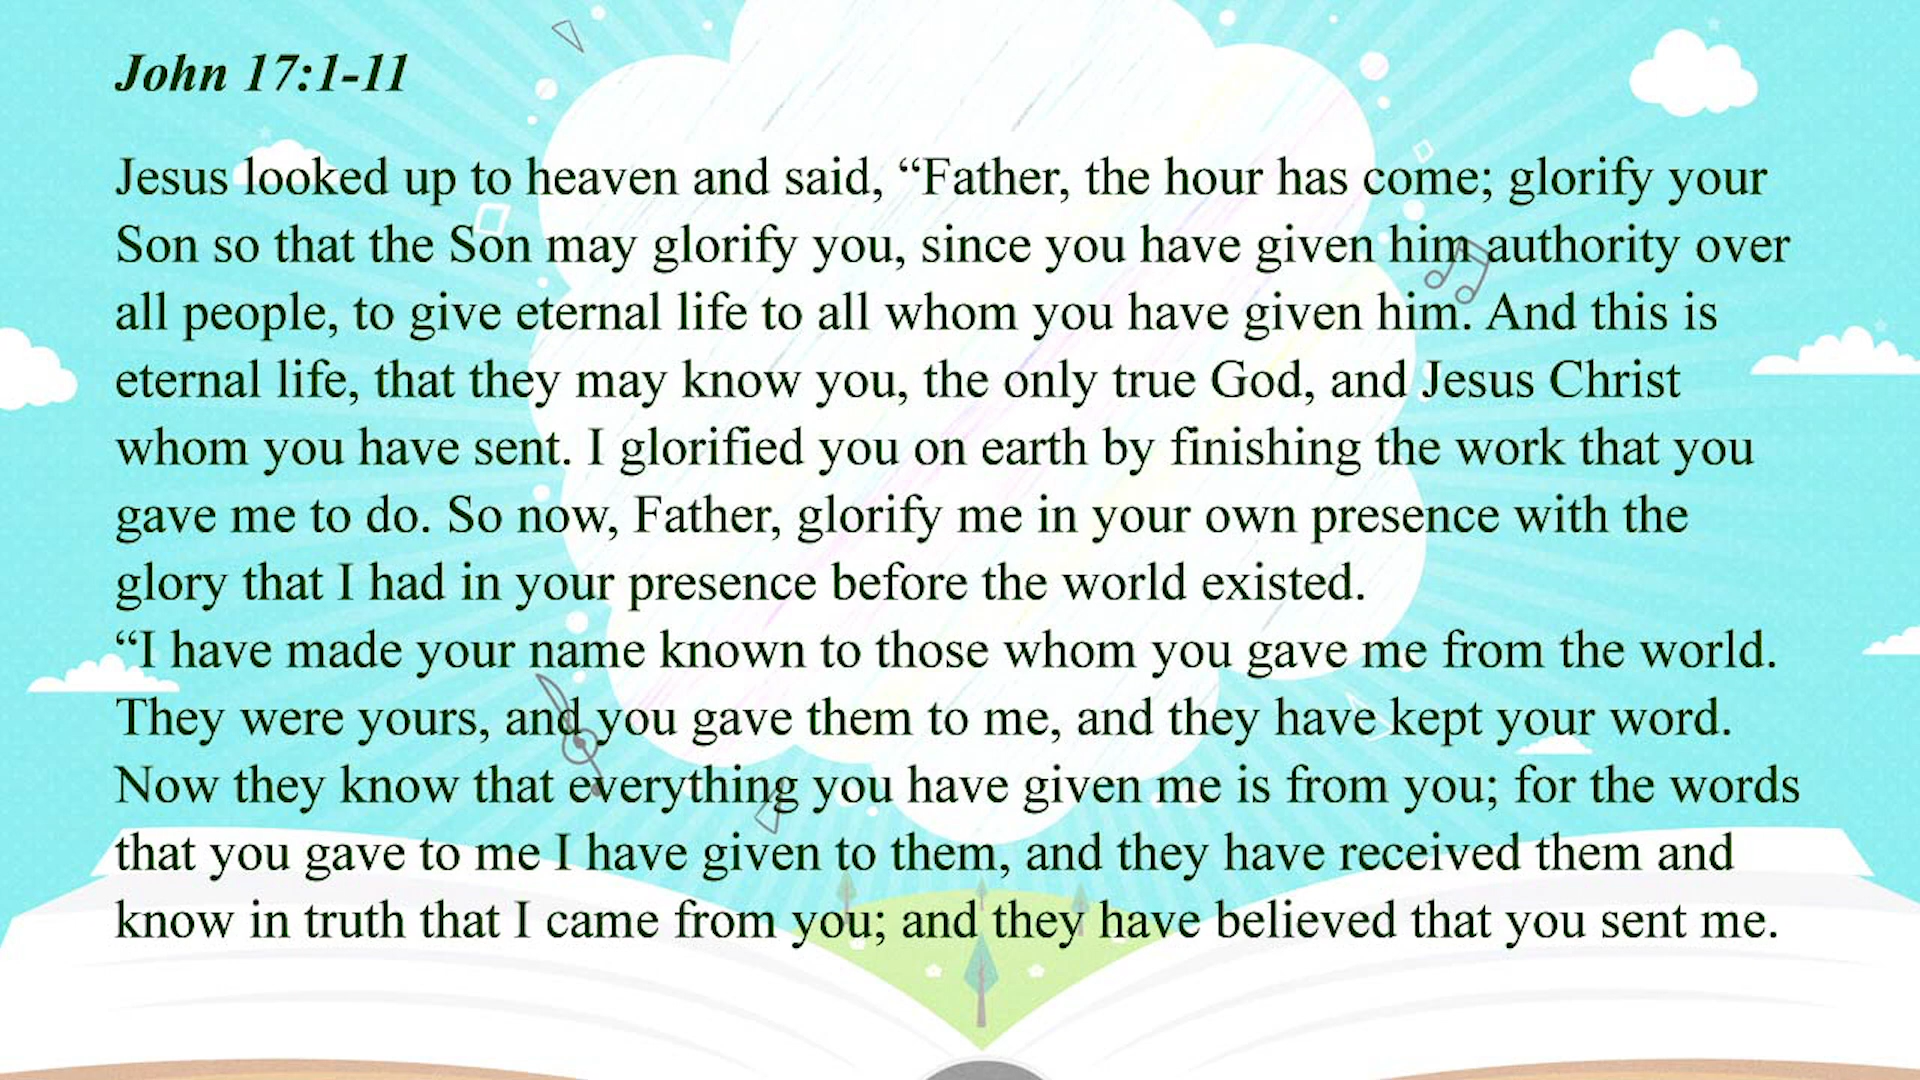 John 17:1-11
Jesus looked up to heaven and said, “Father, the hour has come; glorify your
Son so that the Son may glorify you, since you have given him authority over
all people, to give eternal life to all whom you have given him. And this is
eternal life, that they may know you, the only true God, and Jesus Christ
whom you have sent. I glorified you on earth by finishing the work that you
gave me to do. So now, Father, glorify me in your own presence with the
glory that I had in your presence before the world existed.
“I have made your name known to those whom you gave me from the world.
They were yours, and you gave them to me, and they have kept your word.
Now they know that everything you have given me is from you; for the words
that you gave to me I have given to them, and they have received them and
know in truth that I came from you; and they have believed that you sent me.